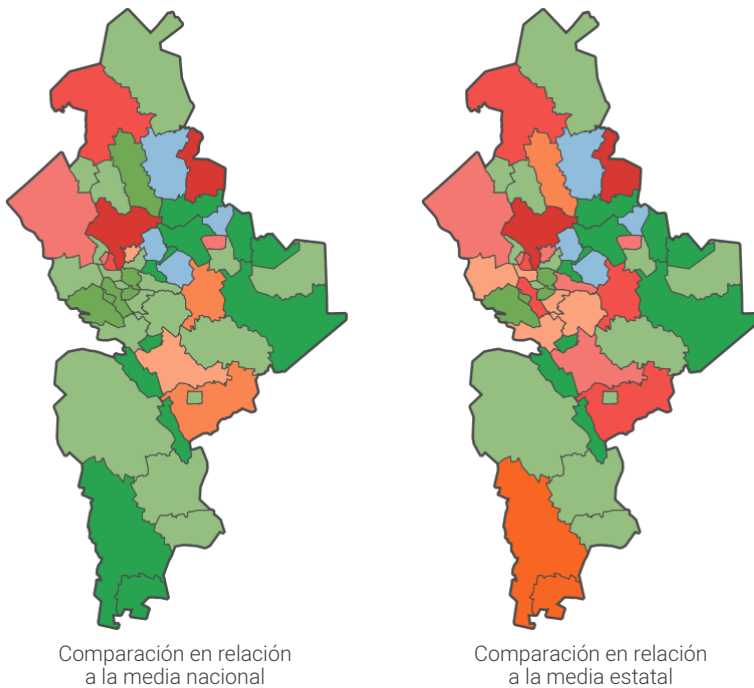 Comparación en relación
a la media nacional
Comparación en relación
a la media estatal